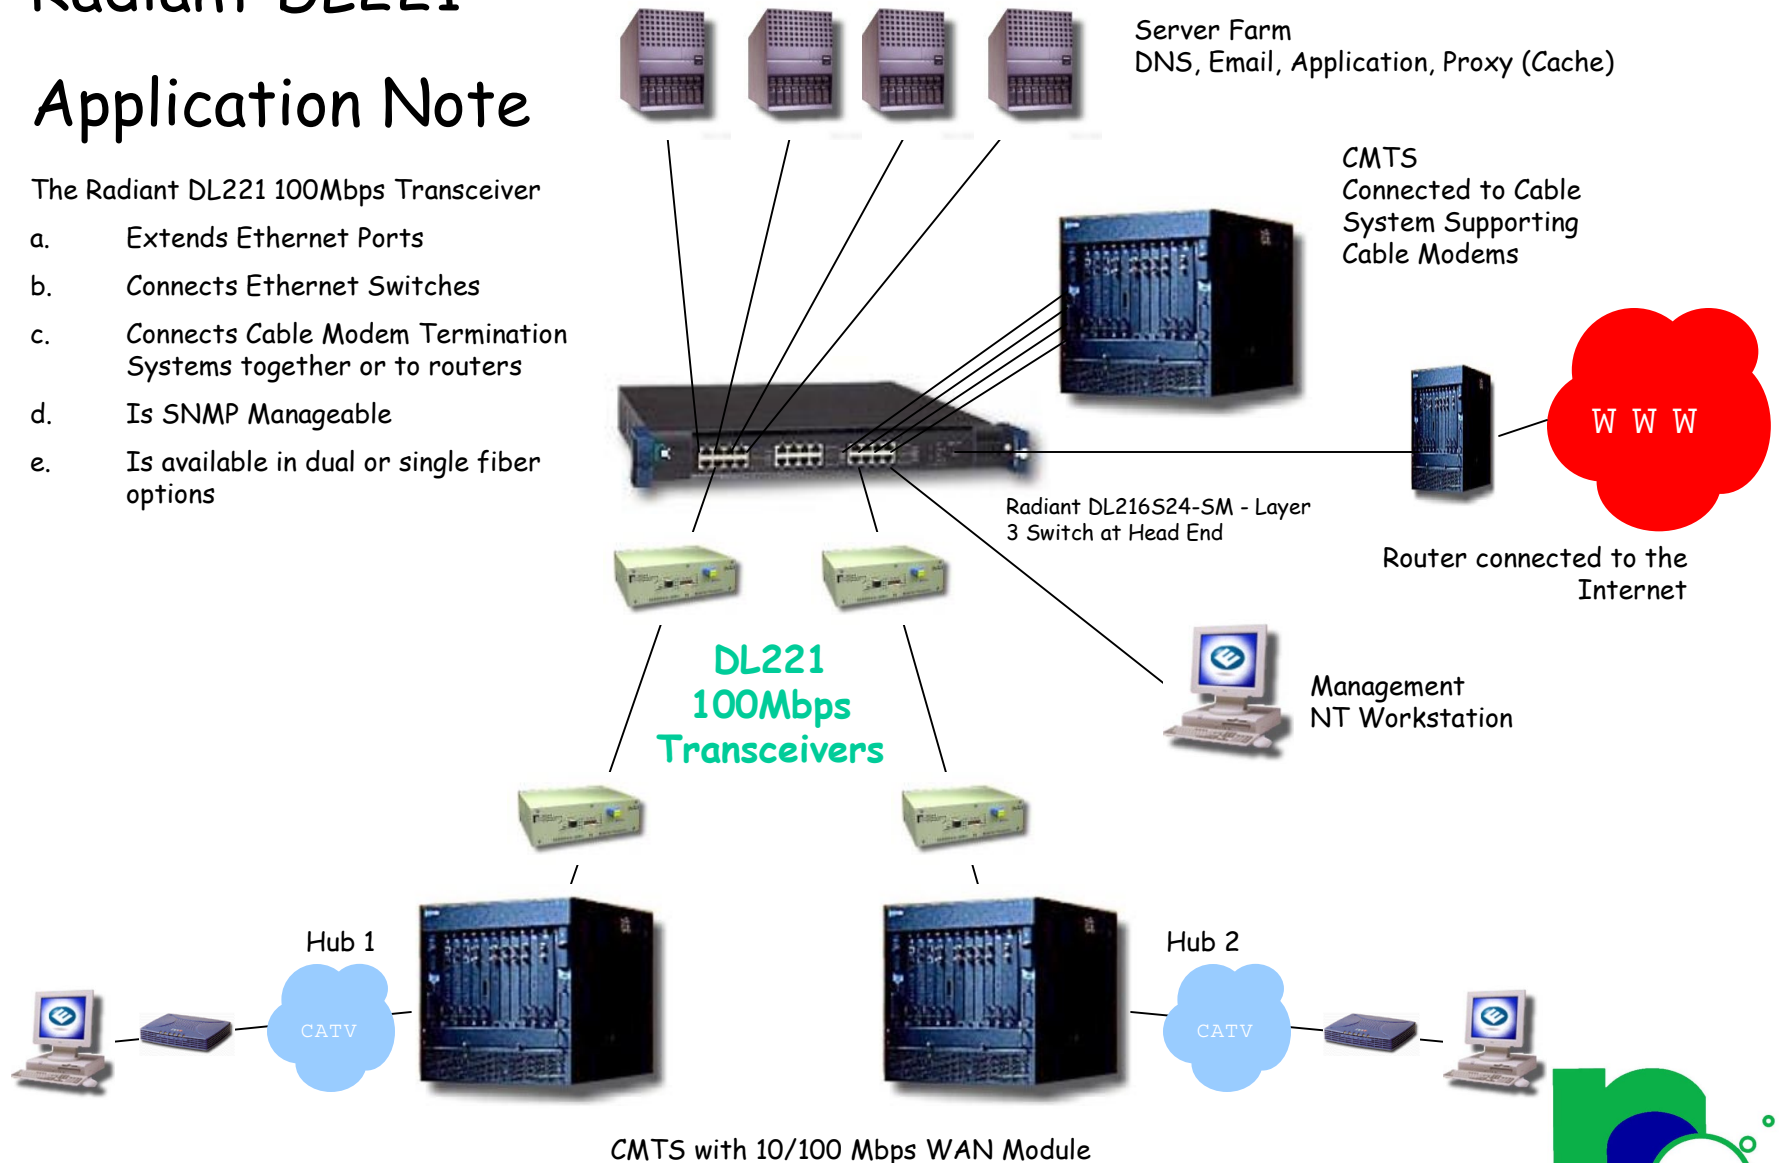 Radiant DL221
Application Note
The Radiant DL221 100Mbps Transceiver
a. Extends Ethernet Ports
b. Connects Ethernet Switches
c. Connects Cable Modem Termination
Systems together or to routers
d. Is SNMP Manageable
e. Is available in dual or single fiber
options
Server Farm
DNS, Email, Application, Proxy (Cache)
CMTS
Connected to Cable
System Supporting
Cable Modems
W W W
Radiant DL216S24-SM - Layer
3 Switch at Head End
Router connected to the
Internet
DL221
100Mbps
Transceivers
Management
NT Workstation
Hub 1
CATV
Hub 2
CATV
CMTS with 10/100 Mbps WAN Module